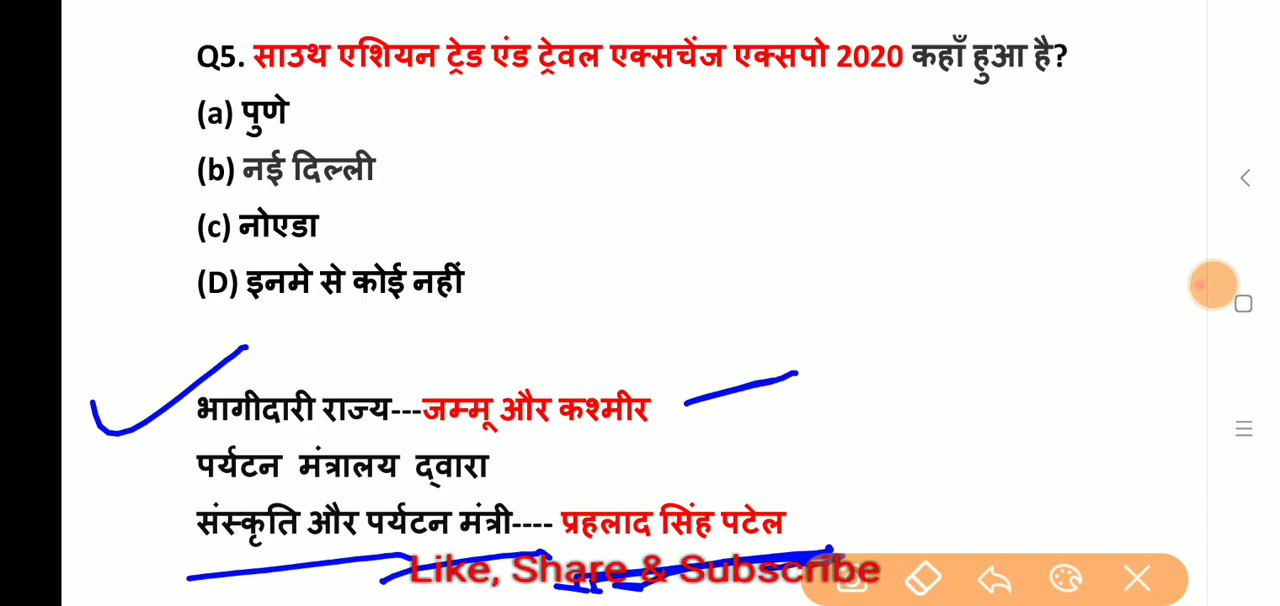 Q5. साउथ एशियन ट्रेड एंड ट्रेवल एक्सचेंज एक्सपो 2020 कहाँ हुआ है?
(a) पुणे
(b) नई दिल्ली
(c) नोएडा
(D) इनमे से कोई नहीं
भागीदारी राज्य---जम्मू और कश्मीर
पर्यटन मंत्रालय द्वारा
संस्कृति और पर्यटन मंत्री---- प्रहलाद सिंह पटेल
Like, Share & Subscribe